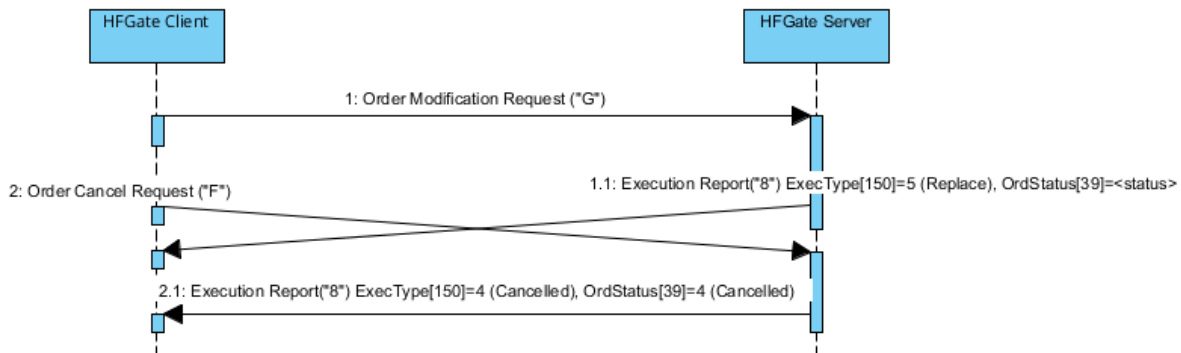 HFGate Client
HFGate Server
1: Order Modification Request ("G")
1.1: Execution Report("8") ExecType[150]=5 (Replace), OrdStatus[39]=<status>
2: Order Cancel Request ("F")
2.1: Execution Report("8") ExecType[150]=4 (Cancelled), OrdStatus[39]=4 (Cancelled)